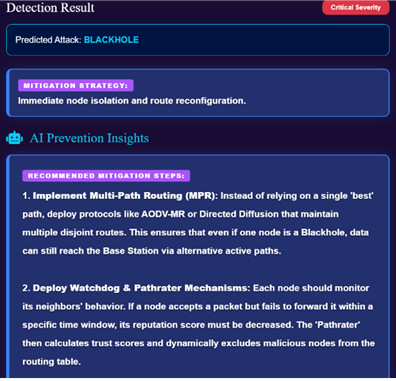 Detection Result
Critical Severity
Predicted Attack: BLACKHOLE
MITIGATION STRATEGY:
Immediate node isolation and route reconfiguration.
AI Prevention Insights
RECOMMENDED MITIGATION STEPS:
1. Implement Multi-Path Routing (MPR): Instead of relying on a single 'best'
path, deploy protocols like AODV-MR or Directed Diffusion that maintain
multiple disjoint routes. This ensures that even if one node is a Blackhole, data
can still reach the Base Station via alternative active paths.
2. Deploy Watchdog & Pathrater Mechanisms: Each node should monitor
its neighbors' behavior. If a node accepts a packet but fails to forward it within a
specific time window, its reputation score must be decreased. The 'Pathrater'
then calculates trust scores and dynamically excludes malicious nodes from the
routing table.